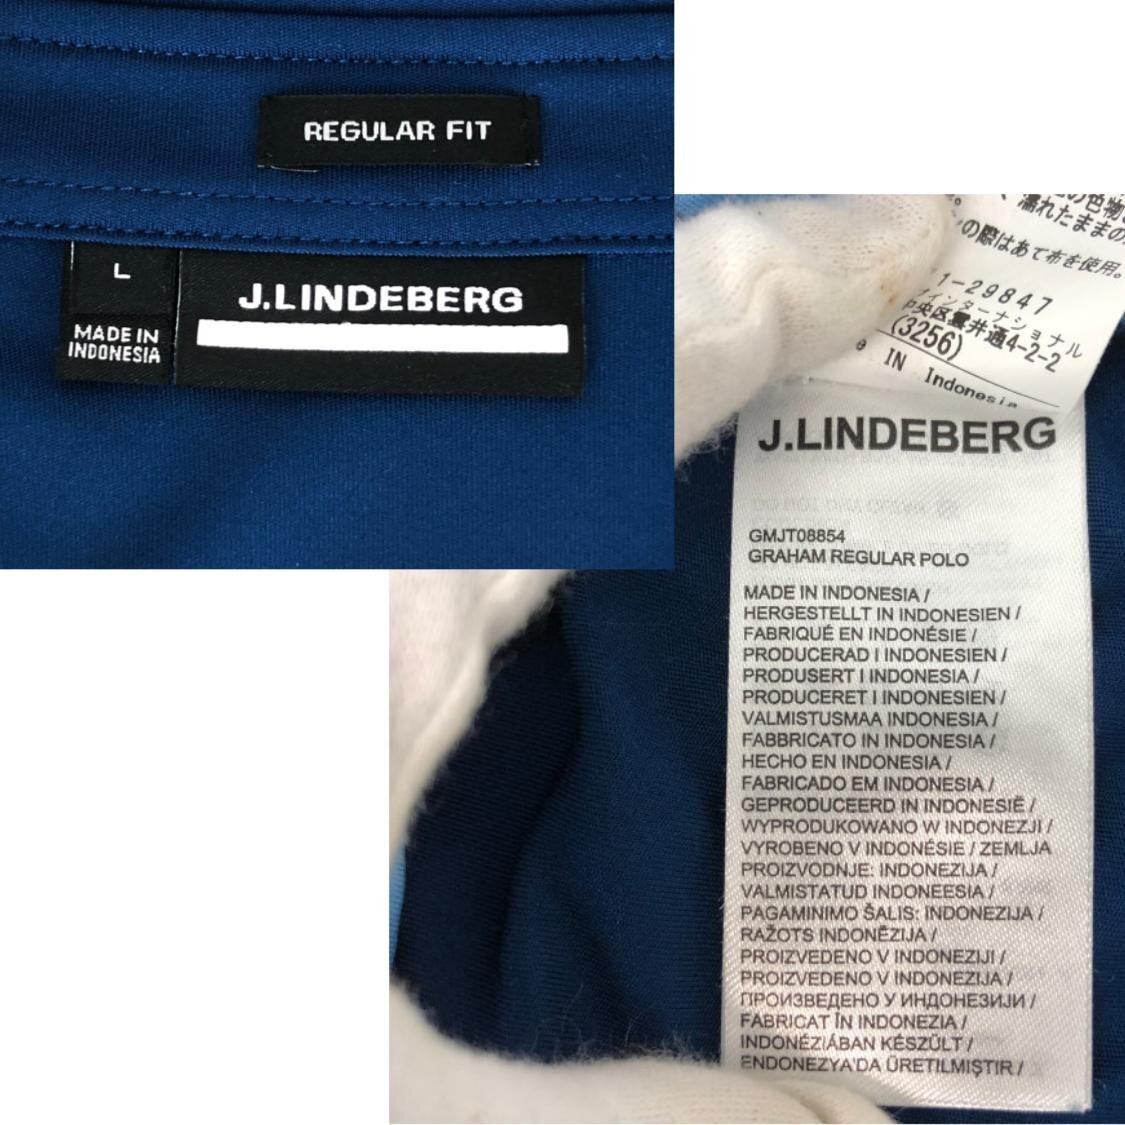 REGULAR FIT
L
MADE IN
INDONESIA
J.LINDEBERG
の色物
濡れたままの
の際はあて布を使用。
1-29847
インターナショナル
中央区雲井通4-2-2
(3256)
IN Indonesia
J.LINDEBERG
GMJT08854
GRAHAM REGULAR POLO
MADE IN INDONESIA /
HERGESTELLT IN INDONESIEN /
FABRIQUÉ EN INDONÉSIE /
PRODUCERAD I INDONESIEN /
PRODUSERT I INDONESIA /
PRODUCERET I INDONESIEN /
VALMISTUSMAA INDONESIA /
FABBRICATO IN INDONESIA /
HECHO EN INDONESIA /
FABRICADO EM INDONESIA /
GEPRODUCEERD IN INDONESIË /
WYPRODUKOWANO W INDONEZJI /
VYROBENO V INDONÉSIE / ZEMLJA
PROIZVODNJE: INDONEZIJA /
VALMISTATUD INDONEESIA /
PAGAMINIMO ŠALIS: INDONEZIJA /
RAŽOTS INDONĒZIJA /
PROIZVEDENO V INDONEZIJI /
PROIZVEDENO V INDONEZIJA /
ПРОИЗВЕДЕНО У ИНДОНЕЗИЈИ /
FABRICAT ÎN INDONEZIA /
INDONÉZIÁBAN KÉSZÜLT /
ENDONEZYA'DA ÜRETILMIŞTIR /